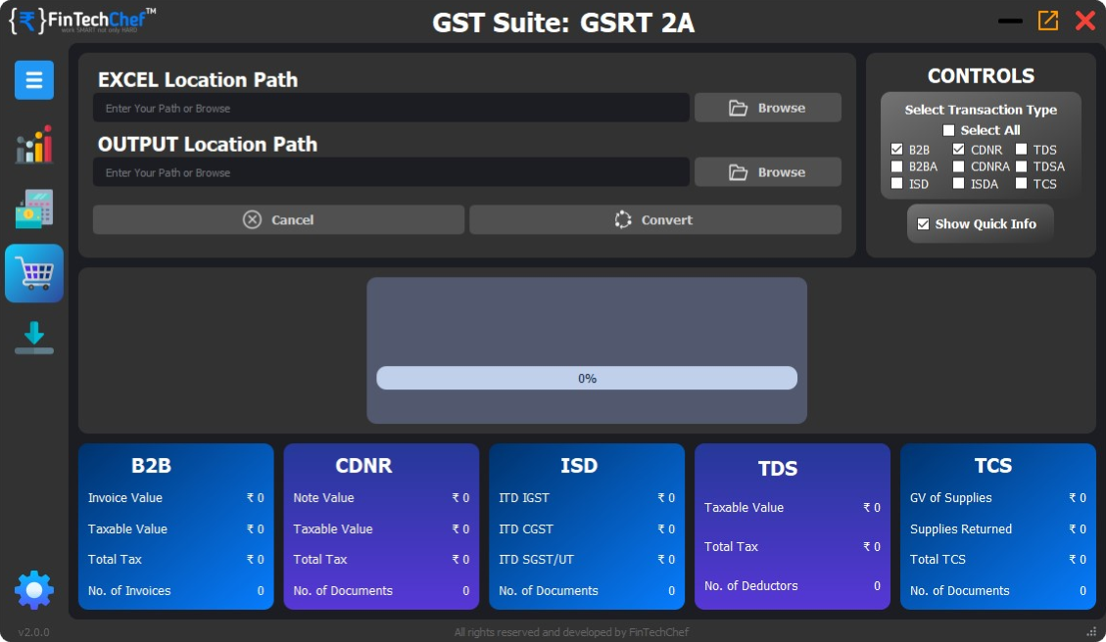 {₹}FinTechChef™
work SMART not only HARD
GST Suite: GSRT 2A
EXCEL Location Path
Enter Your Path or Browse
Browse
OUTPUT Location Path
Enter Your Path or Browse
Browse
Cancel
Convert
CONTROLS
Select Transaction Type
Select All
B2B CDNR TDS
B2BA CDNRA TDSA
ISD ISDA TCS
Show Quick Info
0%
B2B
Invoice Value ₹ 0
Taxable Value ₹ 0
Total Tax ₹ 0
No. of Invoices 0
CDNR
Note Value ₹ 0
Taxable Value ₹ 0
Total Tax ₹ 0
No. of Documents 0
ISD
ITD IGST ₹ 0
ITD CGST ₹ 0
ITD SGST/UT ₹ 0
No. of Documents 0
TDS
Taxable Value ₹ 0
Total Tax ₹ 0
No. of Deductors 0
TCS
GV of Supplies ₹ 0
Supplies Returned ₹ 0
Total TCS ₹ 0
No. of Documents 0
v2.0.0
All rights reserved and developed by FinTechChef